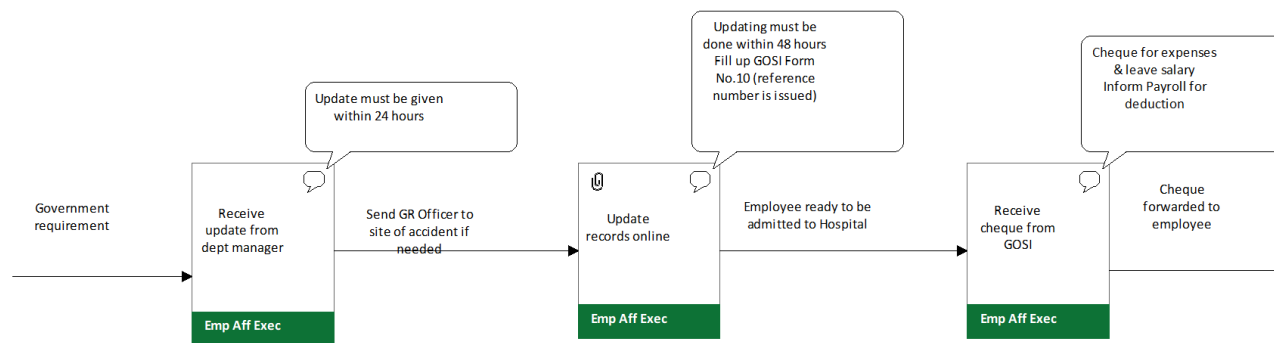 Government
requirement
Update must be given
within 24 hours
Receive
update from
dept manager
Emp Aff Exec
Send GR Officer to
site of accident if
needed
Updating must be
done within 48 hours
Fill up GOSI Form
No.10 (reference
number is issued)
Update
records online
Emp Aff Exec
Employee ready to be
admitted to Hospital
Cheque for expenses
& leave salary
Inform Payroll for
deduction
Receive
cheque from
GOSI
Emp Aff Exec
Cheque
forwarded to
employee